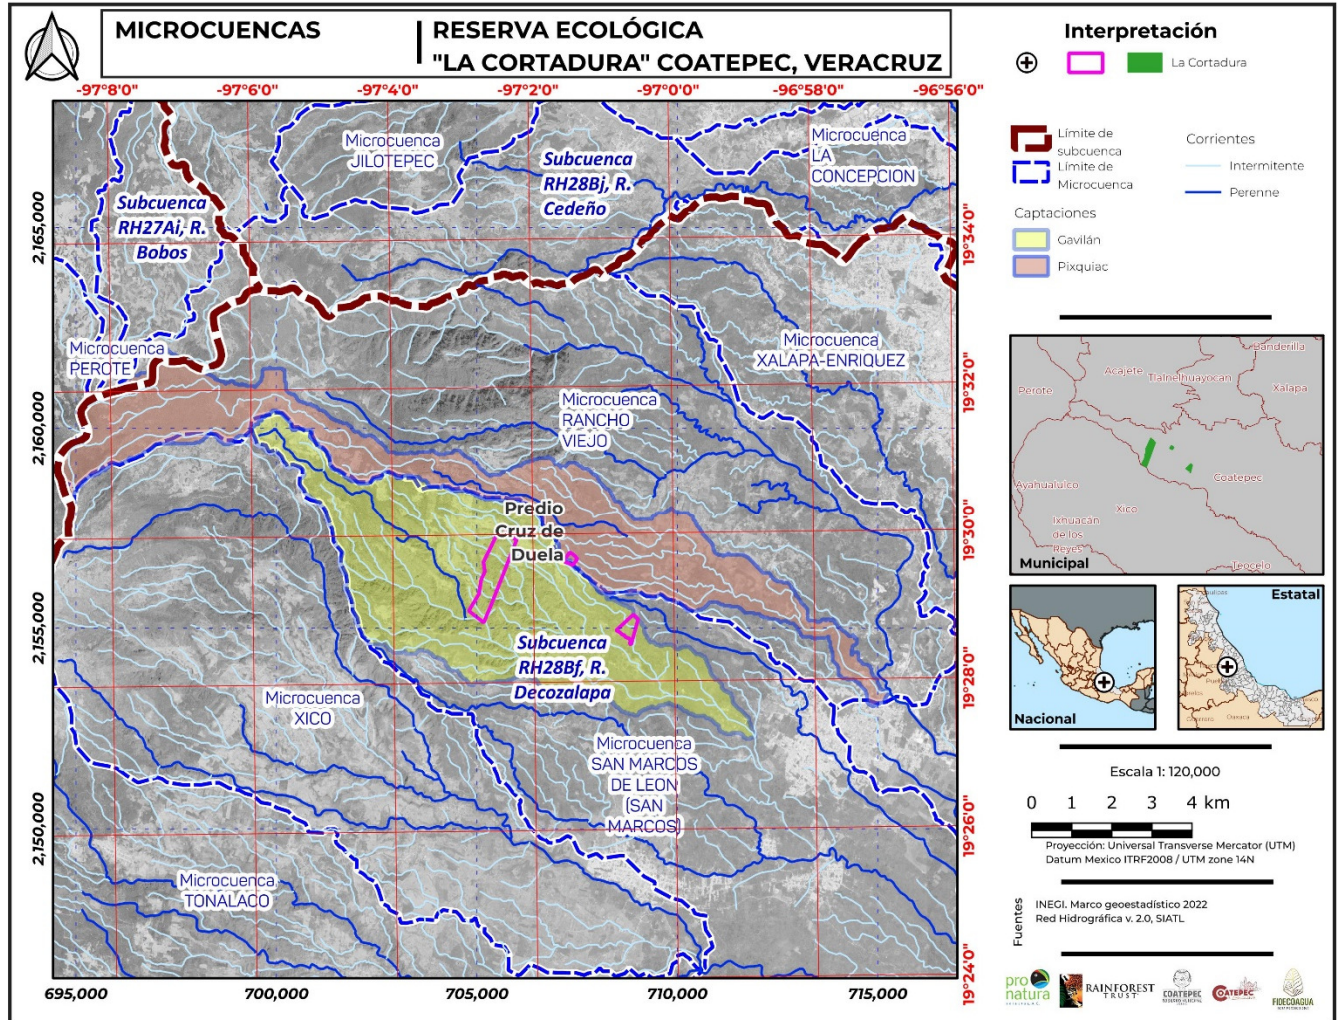 MICROCUENCAS
RESERVA ECOLÓGICA
"LA CORTADURA" COATEPEC, VERACRUZ
-97°8'0"
-97°6'0"
-97°4'0"
-97°2'0"
-97°0'0"
-96°58'0"
-96°56'0"
2,165,000
2,160,000
2,155,000
2,150,000
19°34'0"
19°32'0"
19°30'0"
19°28'0"
19°26'0"
19°24'0"
695,000
700,000
705,000
710,000
715,000
Microcuenca
JILOTEPEC
Subcuenca
RH28Bj, R.
Cedeño
Microcuenca
LA
CONCEPCION
Subcuenca
RH27Ai, R.
Bobos
Microcuenca
PEROTE
Microcuenca
XALAPA-ENRIQUEZ
Microcuenca
RANCHO
VIEJO
Predio
Cruz de
Duela
Subcuenca
RH28Bf, R.
Decozalapa
Microcuenca
XICO
Microcuenca
SAN MARCOS
DE LEON
(SAN
MARCOS)
Microcuenca
TONALACO
Interpretación
La Cortadura
Límite de
subcuenca
Límite de
Microcuenca
Corrientes
Intermitente
Perenne
Captaciones
Gavilán
Pixquiac
Banderilla
Acajete
Tlalnelhuayocan
Perote
Xalapa
Coatepec
Ayahualulco
Xico
Ixhuacán
de los
Reyes
Teocelo
Municipal
Nacional
Estatal
Escala 1: 120,000
0 1 2 3 4 km
Proyección: Universal Transverse Mercator (UTM)
Datum Mexico ITRF2008 / UTM zone 14N
Fuentes
INEGI. Marco geoestadístico 2022
Red Hidrográfica v. 2.0, SIATL
pro
natura
RAINFOREST
TRUST
COATEPEC
COATEPEC
FIDECOAGUA